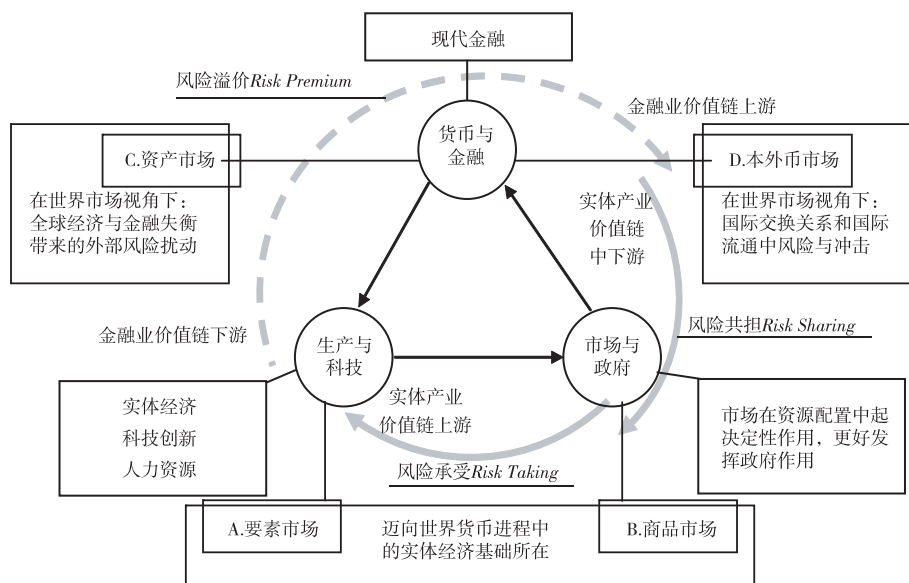 现代金融
风险溢价Risk Premium
金融业价值链上游
货币与
金融
C.资产市场
D.本外币市场
在世界市场视角下：
全球经济与金融失衡
带来的外部风险扰动
实体产业
价值链
中下游
在世界市场视角下：
国际交换关系和国际
流通中风险与冲击
金融业价值链下游
风险共担Risk Sharing
生产与
科技
市场与
政府
实体经济
科技创新
人力资源
实体产业
价值链上游
市场在资源配置中起
决定性作用，更好发
挥政府作用
风险承受Risk Taking
A.要素市场
迈向世界货币进程中
的实体经济基础所在
B.商品市场